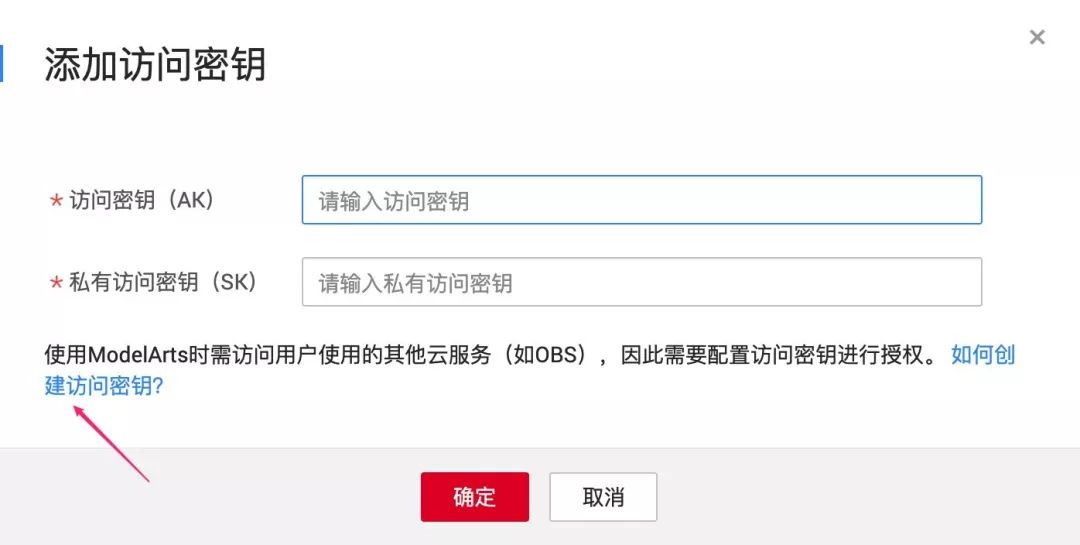 添加访问密钥
* 访问密钥（AK） 请输入访问密钥
* 私有访问密钥（SK） 请输入私有访问密钥
使用ModelArts时需访问用户使用的其他云服务（如OBS），因此需要配置访问密钥进行授权。 如何创
建访问密钥？
确定 取消